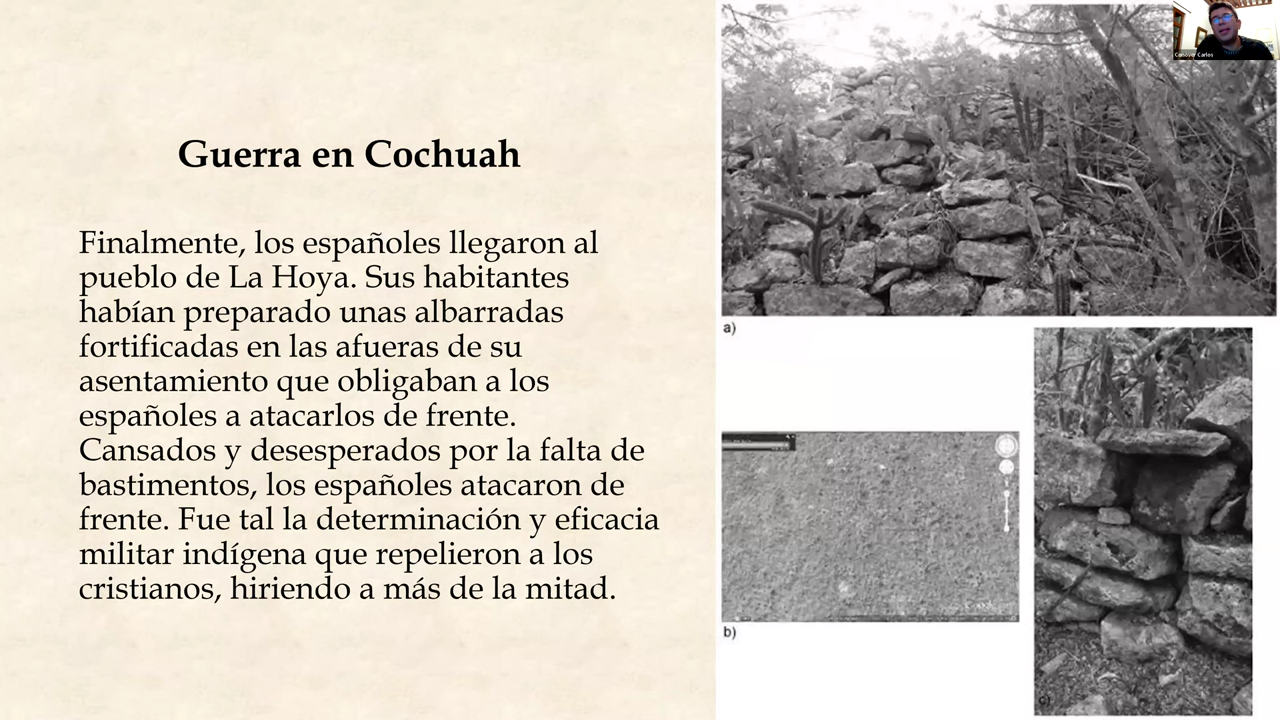 Guerra en Cochuah
Finalmente, los españoles llegaron al
pueblo de La Hoya. Sus habitantes
habían preparado unas albarradas
fortificadas en las afueras de su
asentamiento que obligaban a los
españoles a atacarlos de frente.
Cansados y desesperados por la falta de
bastimentos, los españoles atacaron de
frente. Fue tal la determinación y eficacia
militar indígena que repelieron a los
cristianos, hiriendo a más de la mitad.
a)
b)
c)
Canover Carlos